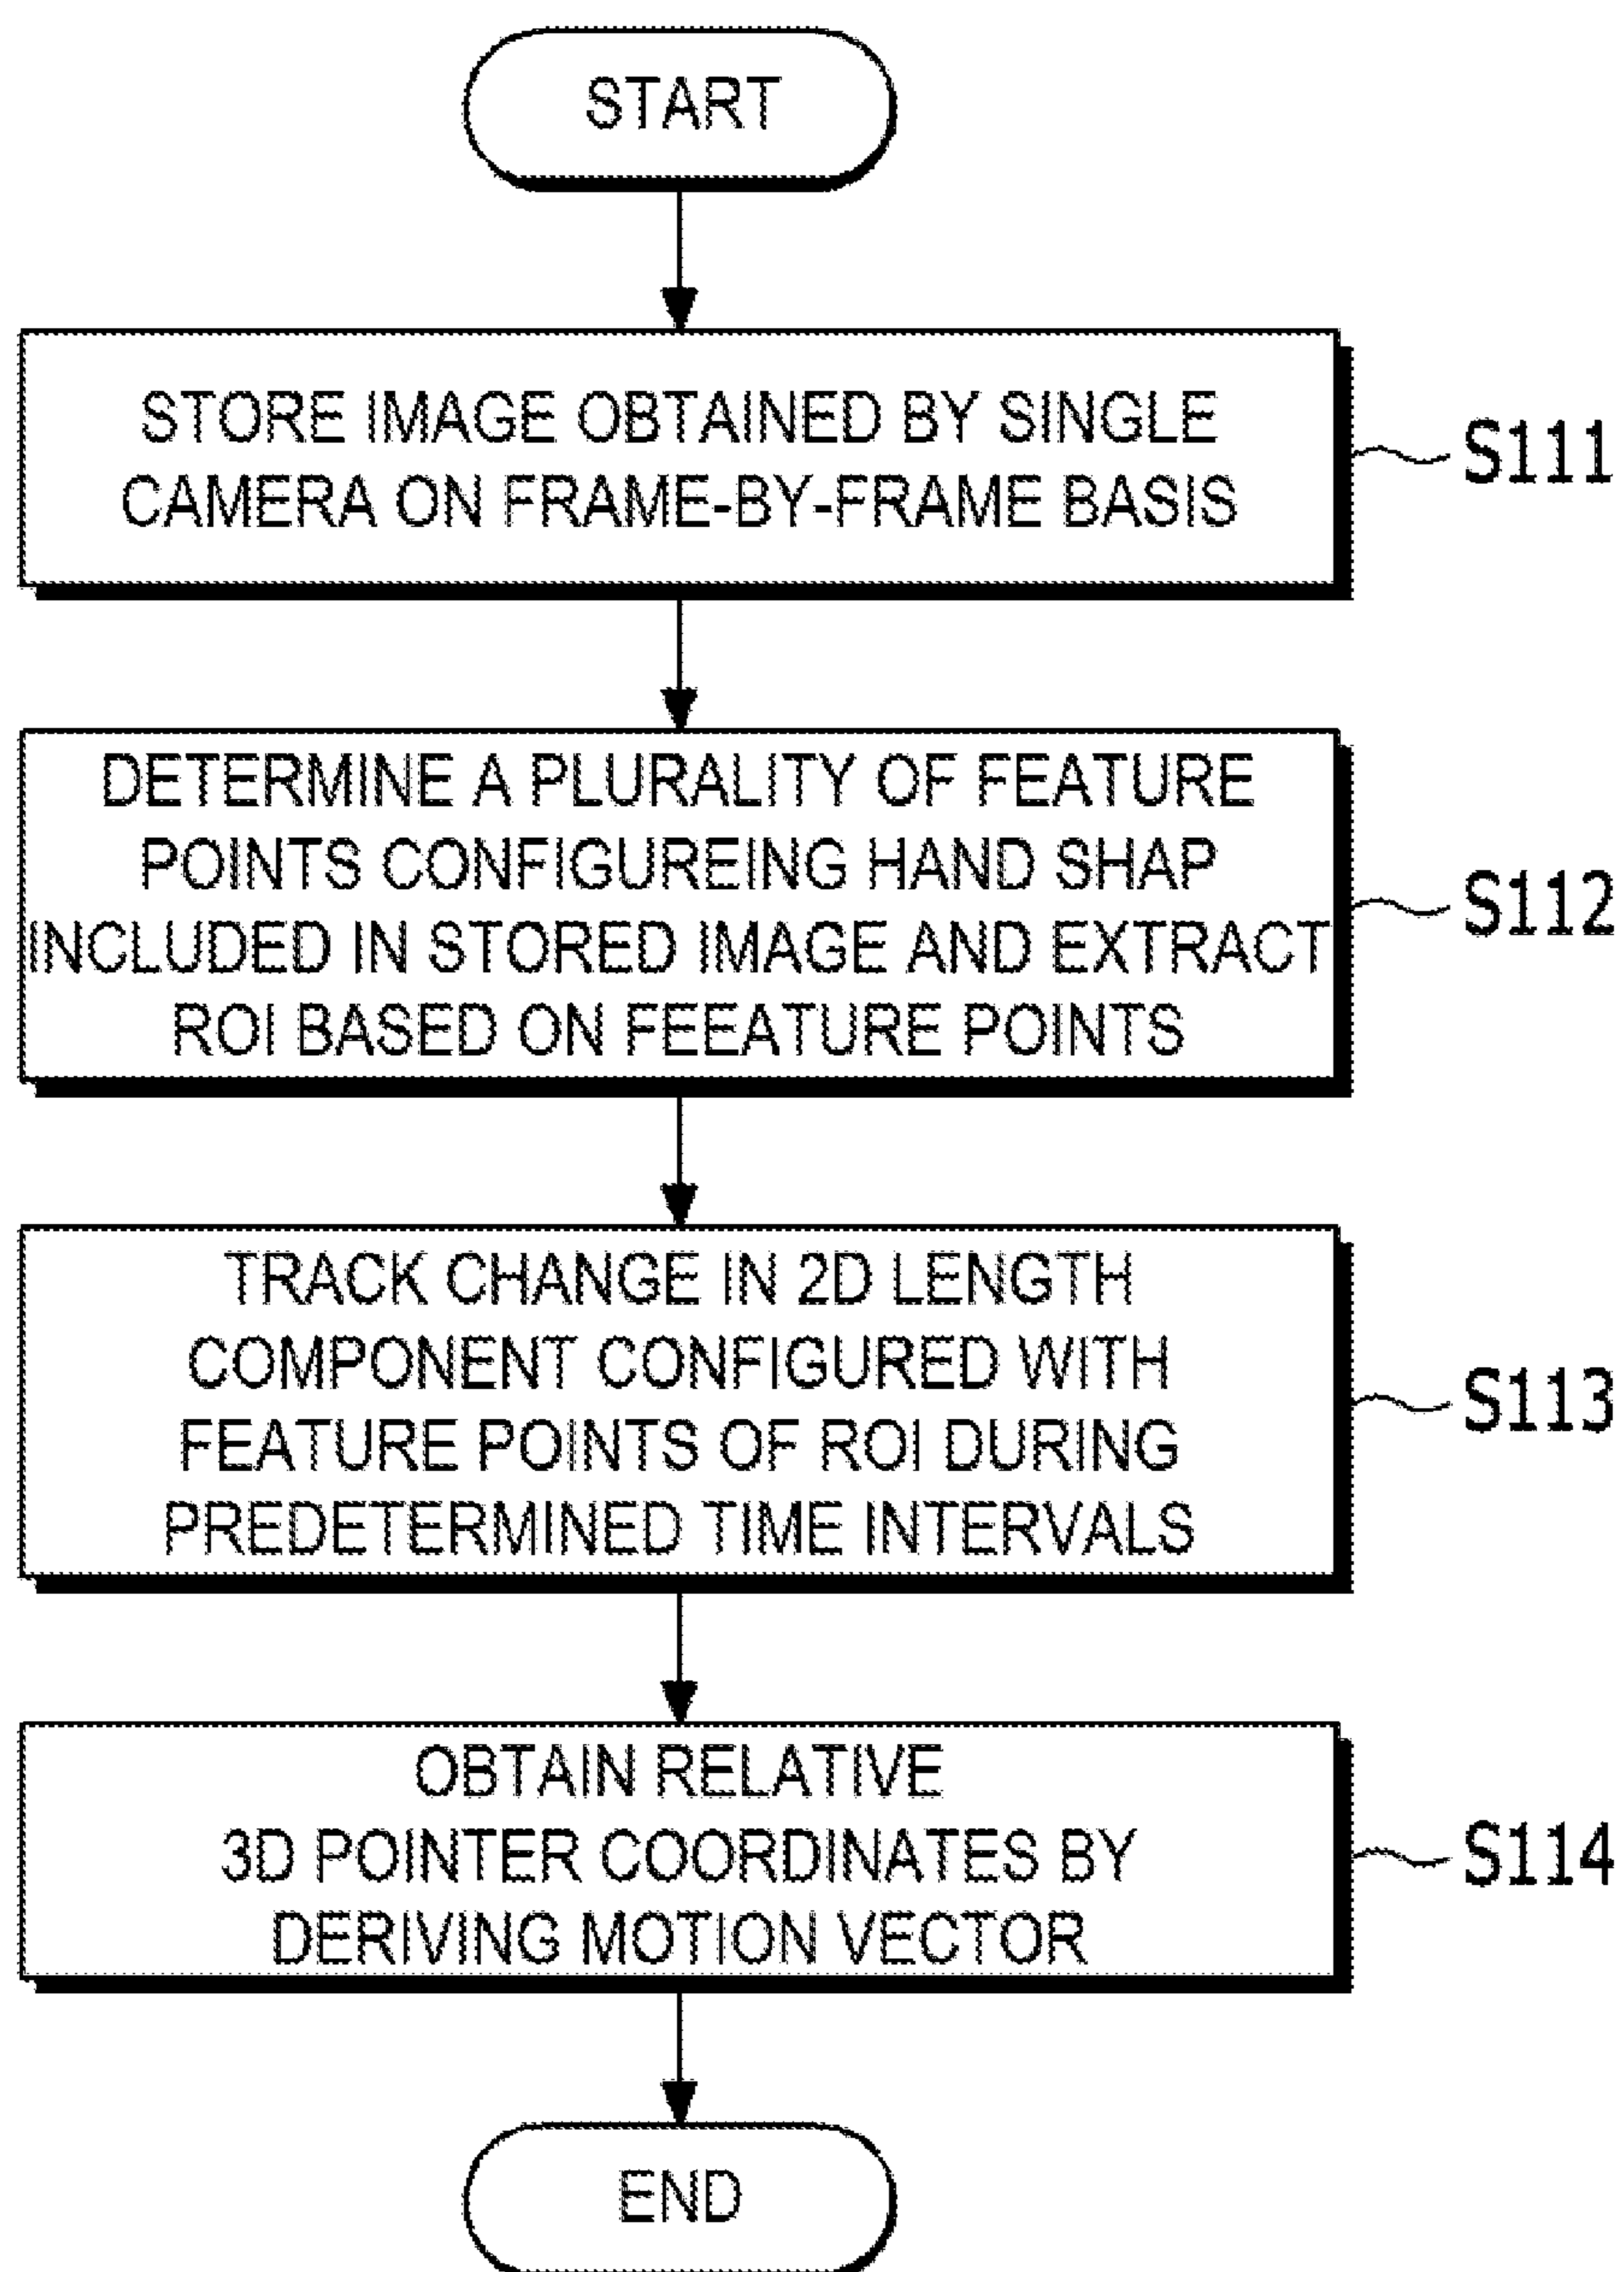 START
STORE IMAGE OBTAINED BY SINGLE
CAMERA ON FRAME-BY-FRAME BASIS
S111
DETERMINE A PLURALITY OF FEATURE
POINTS CONFIGUREING HAND SHAP
INCLUDED IN STORED IMAGE AND EXTRACT
ROI BASED ON FEEATURE POINTS
S112
TRACK CHANGE IN 2D LENGTH
COMPONENT CONFIGURED WITH
FEATURE POINTS OF ROI DURING
PREDETERMINED TIME INTERVALS
S113
OBTAIN RELATIVE
3D POINTER COORDINATES BY
DERIVING MOTION VECTOR
S114
END